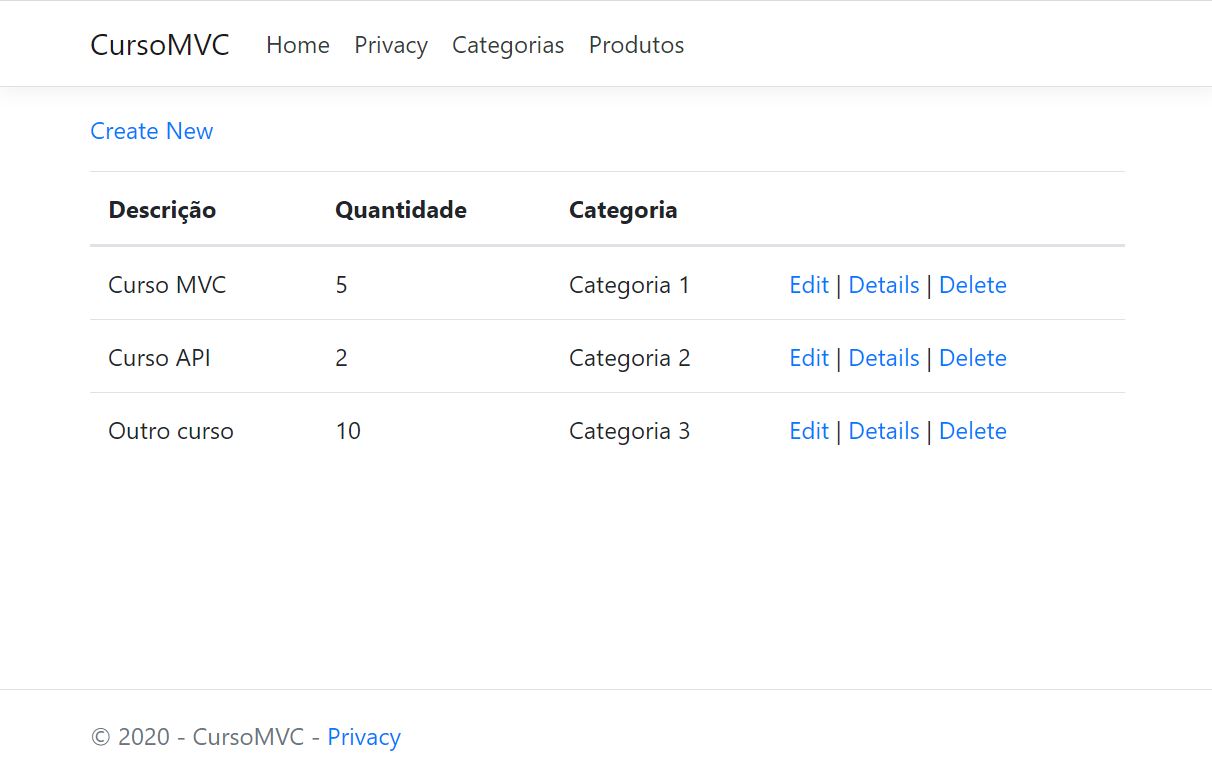 CursoMVC Home Privacy Categorias Produtos
Create New
Descrição Quantidade Categoria
Curso MVC 5 Categoria 1 Edit | Details | Delete
Curso API 2 Categoria 2 Edit | Details | Delete
Outro curso 10 Categoria 3 Edit | Details | Delete
© 2020 - CursoMVC - Privacy